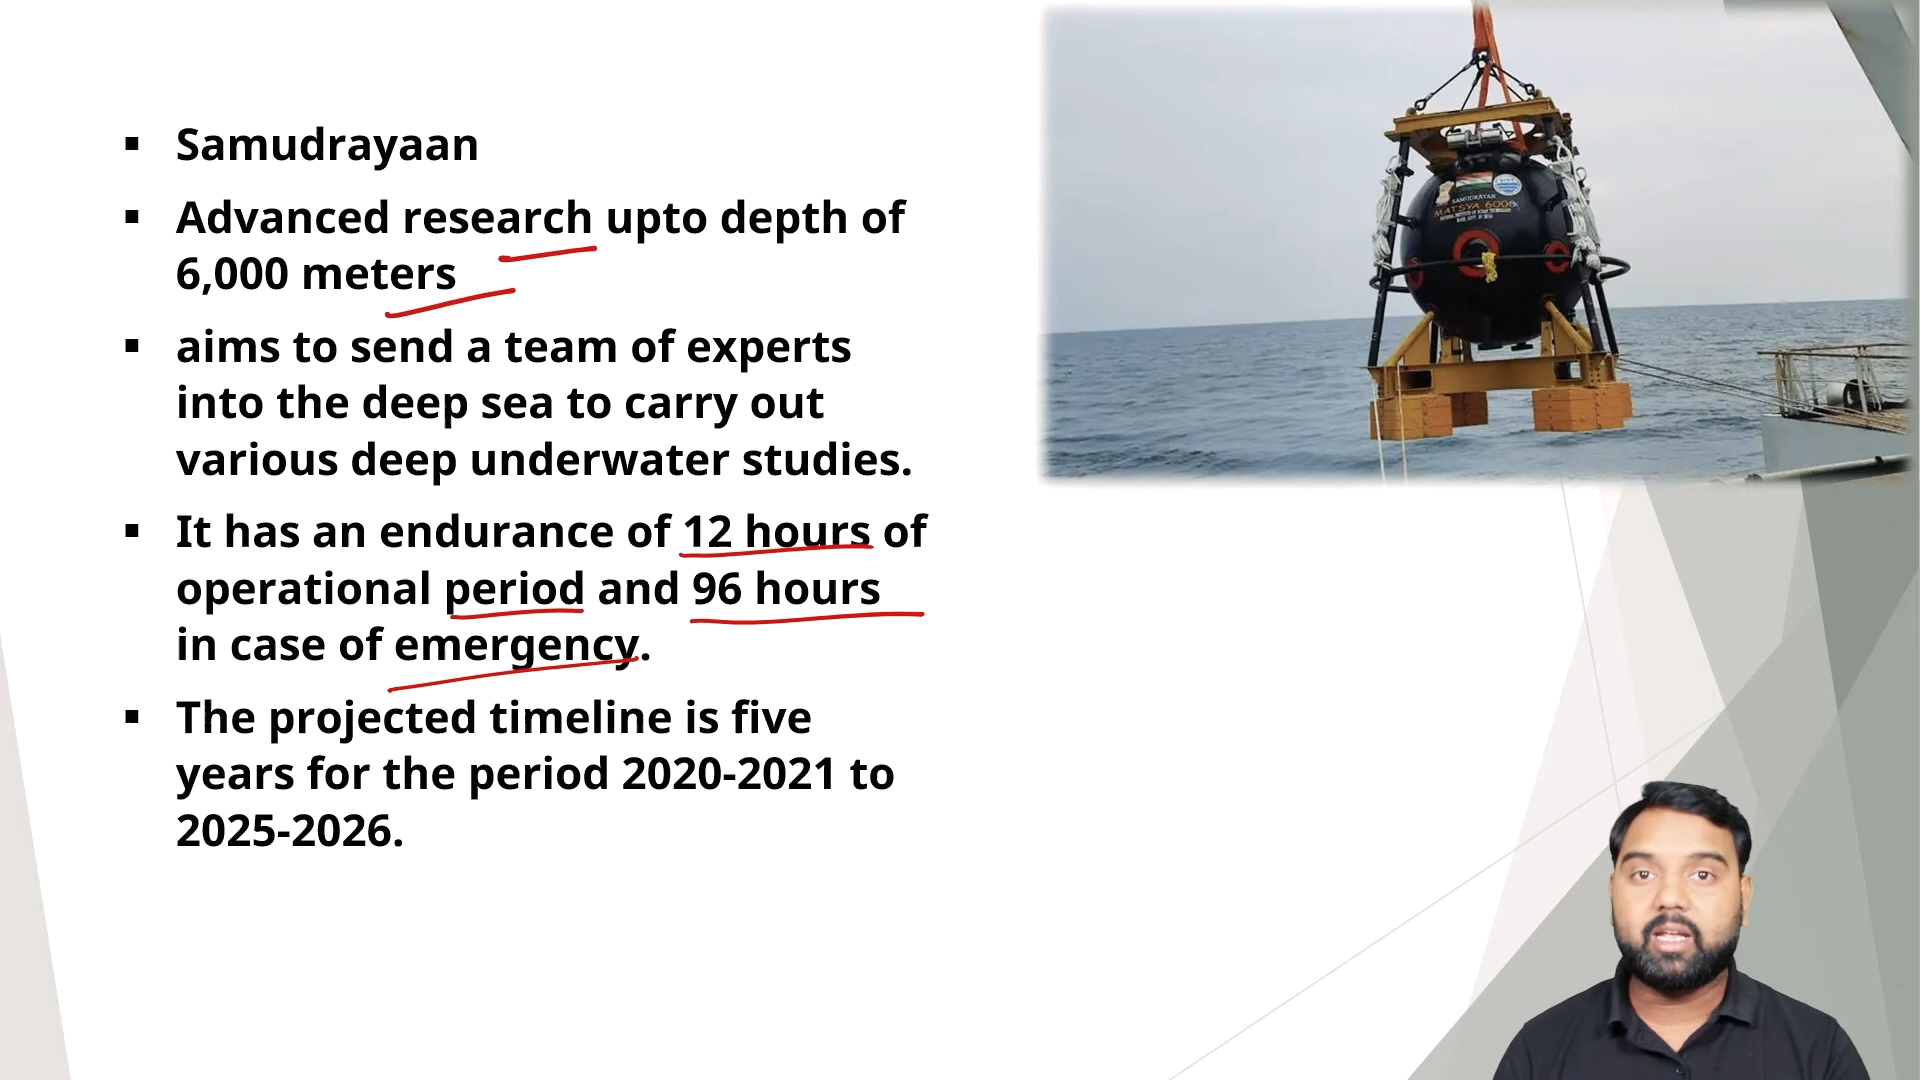 ▪ Samudrayaan
▪ Advanced research upto depth of
6,000 meters
▪ aims to send a team of experts
into the deep sea to carry out
various deep underwater studies.
▪ It has an endurance of 12 hours of
operational period and 96 hours
in case of emergency.
▪ The projected timeline is five
years for the period 2020-2021 to
2025-2026.
SAMUDRAYAN
MATSYA 6000